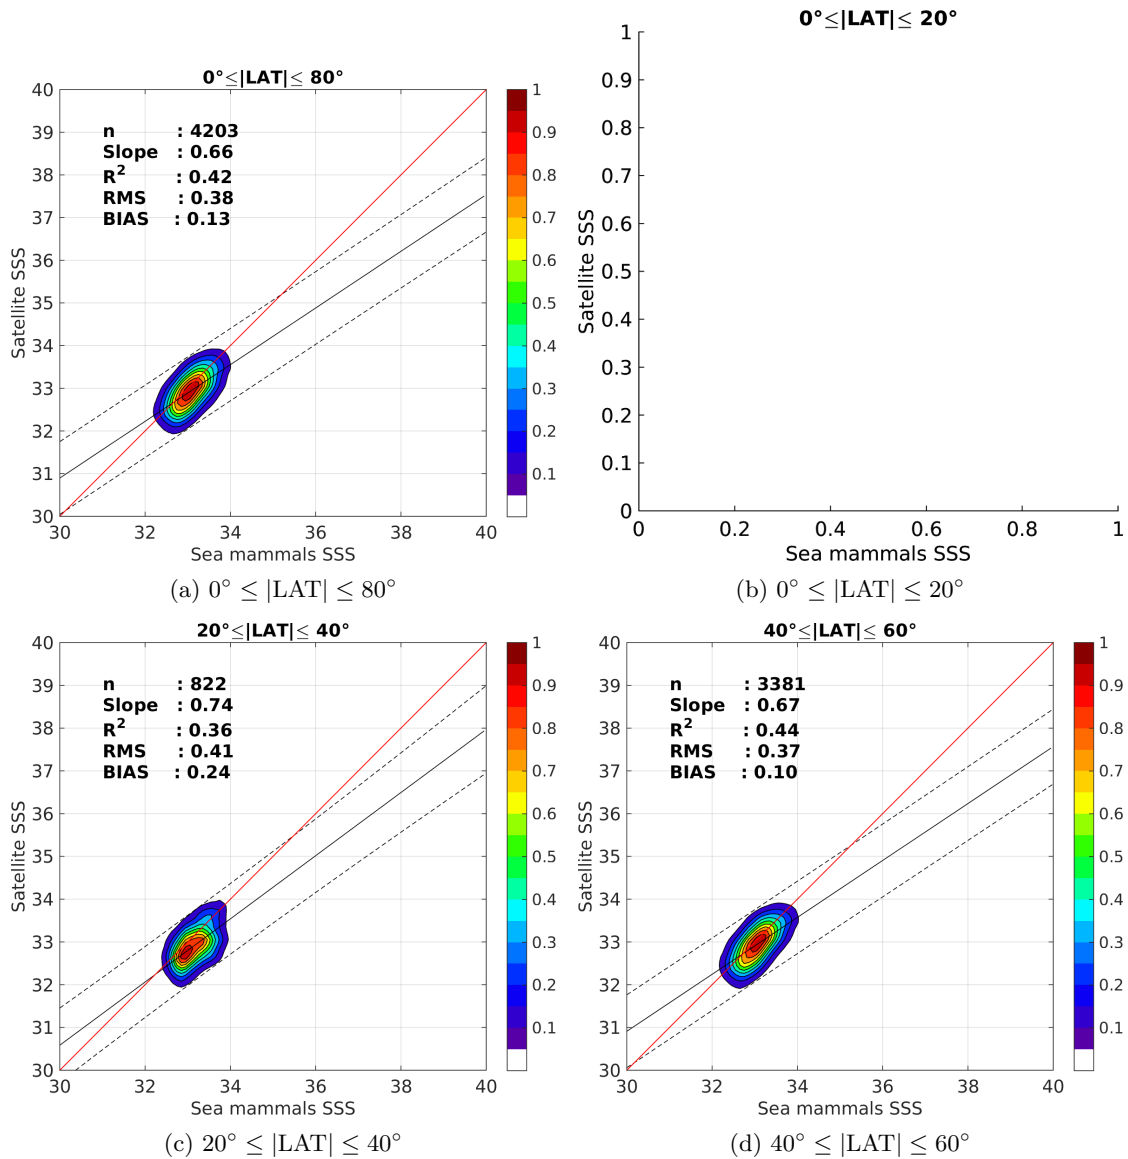 0°≤|LAT|≤ 80°
40
39
38
37
36
35
34
33
32
31
30
30 32 34 36 38 40
Satellite SSS
Sea mammals SSS
n : 4203
Slope : 0.66
R2 : 0.42
RMS : 0.38
BIAS : 0.13
1
0.9
0.8
0.7
0.6
0.5
0.4
0.3
0.2
0.1
(a) 0° ≤ |LAT| ≤ 80°
0°≤|LAT|≤ 20°
1
0.9
0.8
0.7
0.6
0.5
0.4
0.3
0.2
0.1
0
0 0.2 0.4 0.6 0.8 1
Satellite SSS
Sea mammals SSS
(b) 0° ≤ |LAT| ≤ 20°
20°≤|LAT|≤ 40°
40
39
38
37
36
35
34
33
32
31
30
30 32 34 36 38 40
Satellite SSS
Sea mammals SSS
n : 822
Slope : 0.74
R2 : 0.36
RMS : 0.41
BIAS : 0.24
1
0.9
0.8
0.7
0.6
0.5
0.4
0.3
0.2
0.1
(c) 20° ≤ |LAT| ≤ 40°
40°≤|LAT|≤ 60°
40
39
38
37
36
35
34
33
32
31
30
30 32 34 36 38 40
Satellite SSS
Sea mammals SSS
n : 3381
Slope : 0.67
R2 : 0.44
RMS : 0.37
BIAS : 0.10
1
0.9
0.8
0.7
0.6
0.5
0.4
0.3
0.2
0.1
(d) 40° ≤ |LAT| ≤ 60°